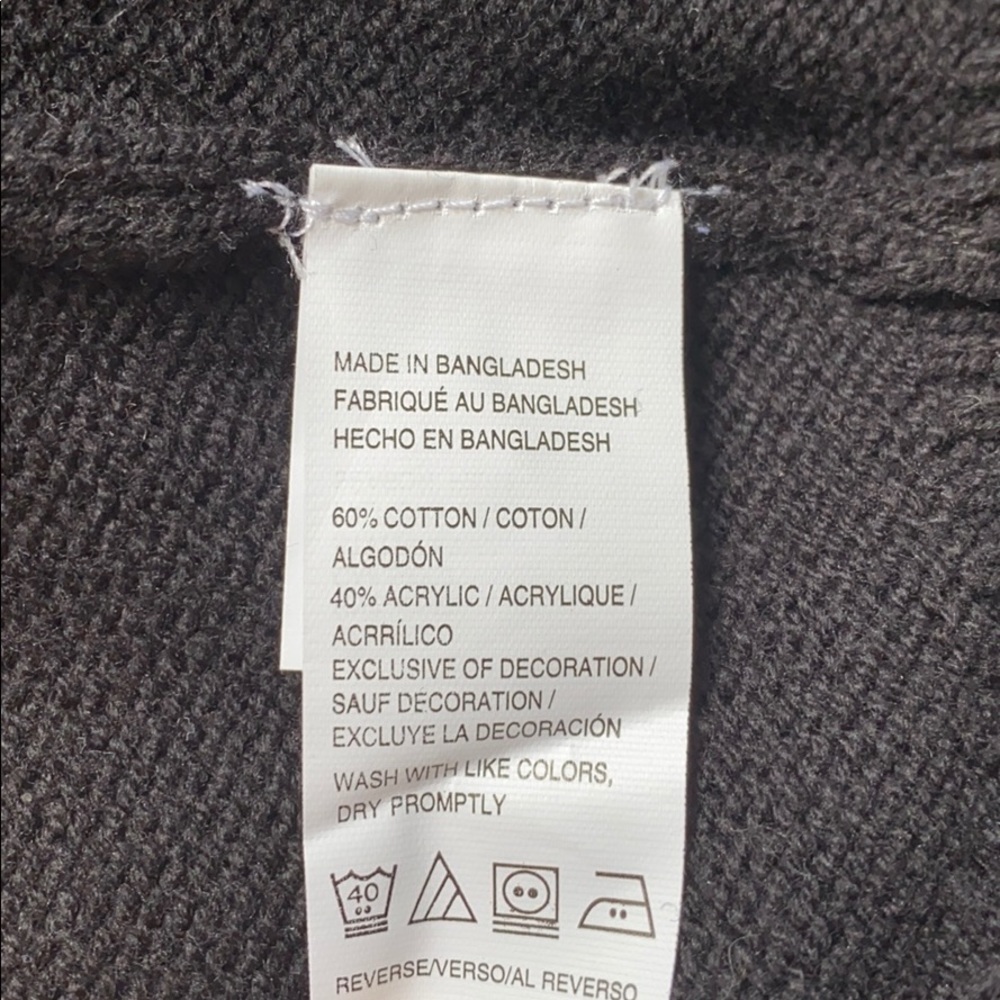 MADE IN BANGLADESH
FABRIQUÉ AU BANGLADESH
HECHO EN BANGLADESH
60% COTTON / COTON /
ALGODÓN
40% ACRYLIC / ACRYLIQUE /
ACRRÍLICO
EXCLUSIVE OF DECORATION /
SAUF DÉCORATION /
EXCLUYE LA DECORACIÓN
WASH WITH LIKE COLORS,
DRY PROMPTLY
40
REVERSE/VERSO/AL REVERSO